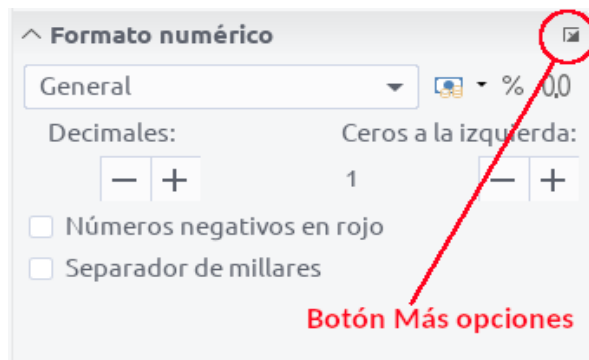 Formato numérico
General % 0,0
Decimales: Ceros a la izquierda:
1
Números negativos en rojo
Separador de millares
Botón Más opciones